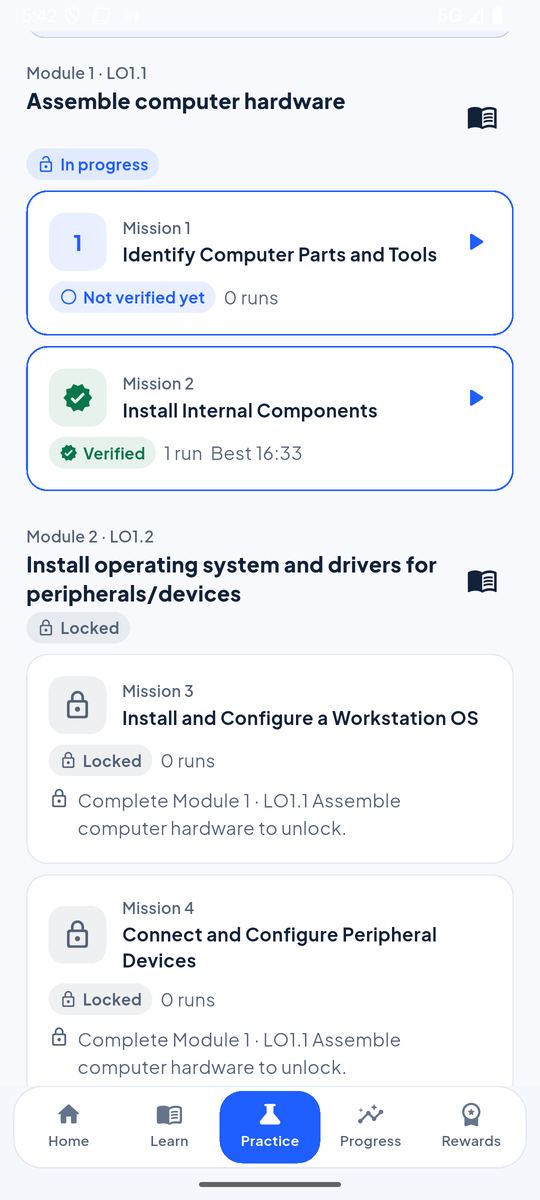 5:42
5G
Module 1 · LO1.1
Assemble computer hardware
In progress
1
Mission 1
Identify Computer Parts and Tools
Not verified yet
0 runs
Mission 2
Install Internal Components
Verified
1 run Best 16:33
Module 2 · LO1.2
Install operating system and drivers for
peripherals/devices
Locked
Mission 3
Install and Configure a Workstation OS
Locked
0 runs
Complete Module 1 · LO1.1 Assemble
computer hardware to unlock.
Mission 4
Connect and Configure Peripheral
Devices
Locked
0 runs
Complete Module 1 · LO1.1 Assemble
computer hardware to unlock.
Home
Learn
Practice
Progress
Rewards